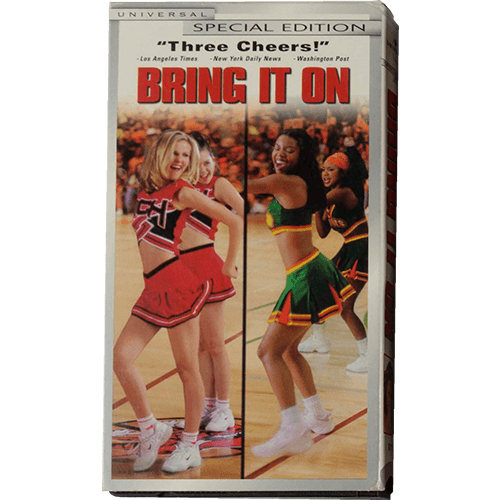 UNIVERSAL
SPECIAL EDITION
"Three Cheers!"
-Los Angeles Times -New York Daily News -Washington Post
BRING IT ON